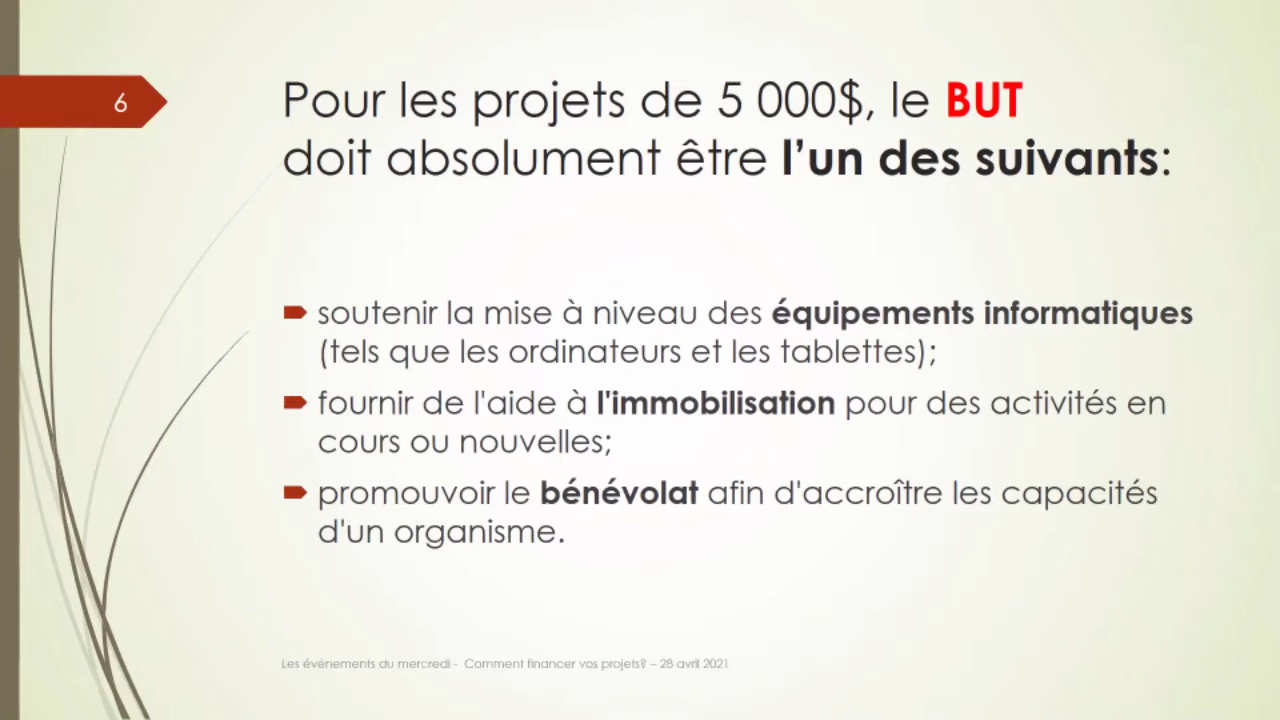 6
Pour les projets de 5 000$, le BUT
doit absolument être l’un des suivants:
soutenir la mise à niveau des équipements informatiques
(tels que les ordinateurs et les tablettes);
fournir de l'aide à l'immobilisation pour des activités en
cours ou nouvelles;
promouvoir le bénévolat afin d'accroître les capacités
d'un organisme.
Les événements du mercredi - Comment financer vos projets? – 28 avril 2021